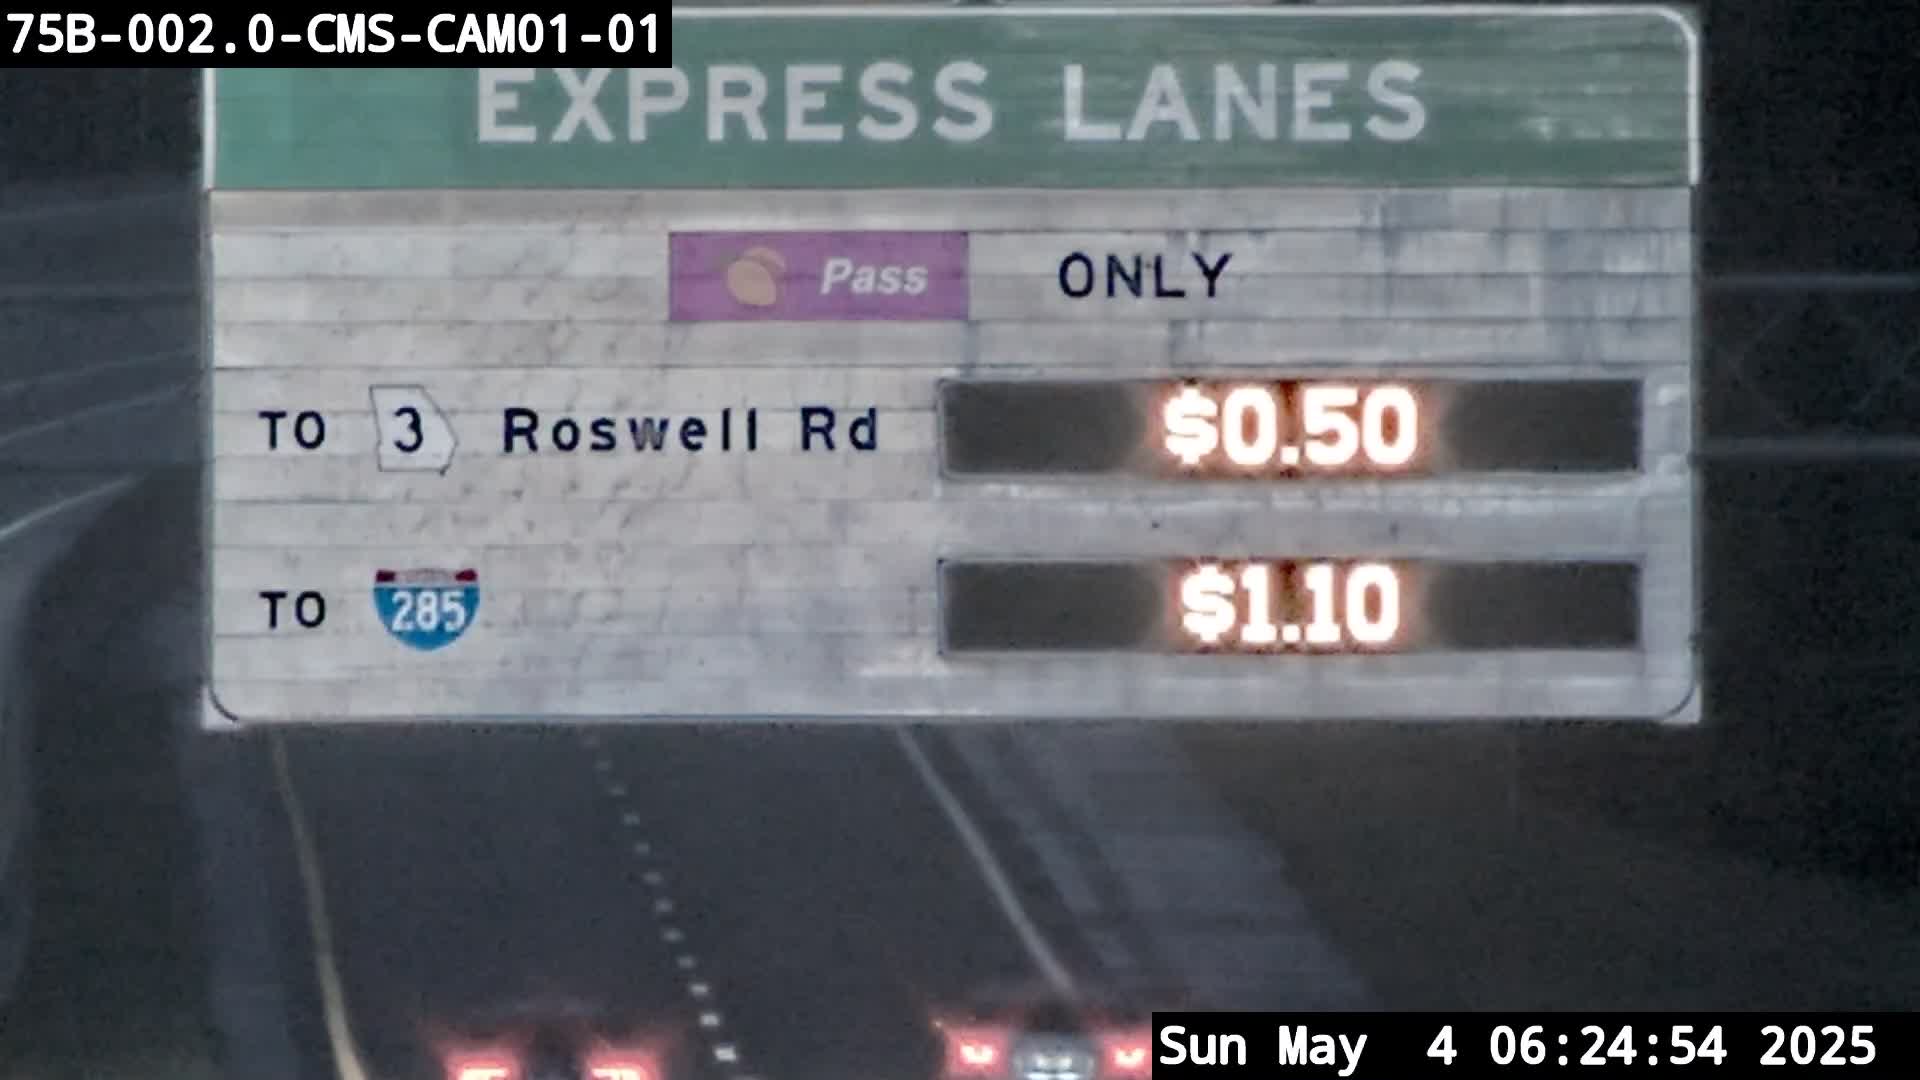 75B-002.0-CMS-CAM01-01
EXPRESS LANES
Pass ONLY
TO 3 Roswell Rd $0.50
TO 285 $1.10
Sun May 4 06:24:54 2025